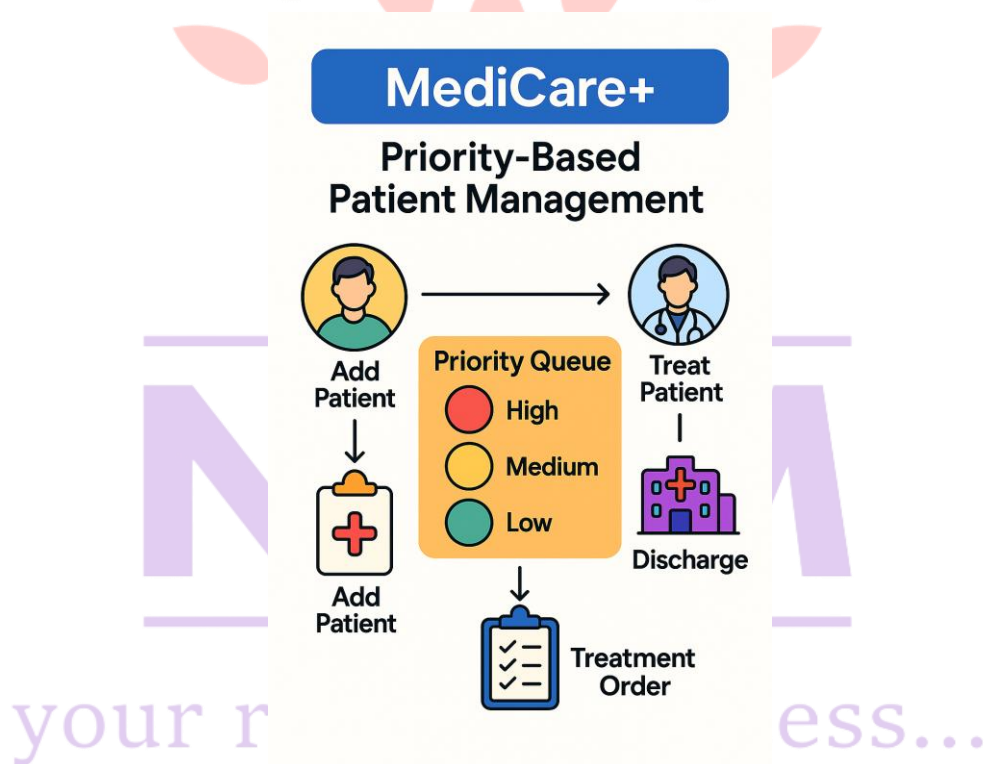 MediCare+
Priority-Based
Patient Management
Add
Patient
Priority Queue
High
Medium
Low
Treat
Patient
Discharge
Add
Patient
Treatment
Order
your